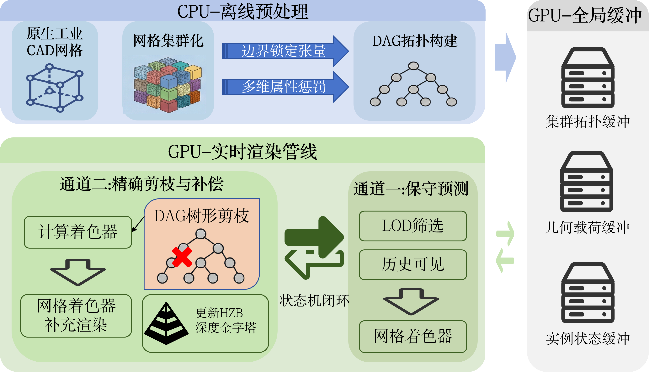 CPU-离线预处理
原生工业
CAD网格
网格集群化
边界锁定张量
多维属性惩罚
DAG拓扑构建
GPU-全局缓冲
集群拓扑缓冲
几何载荷缓冲
实例状态缓冲
GPU-实时渲染管线
通道二:精确剪枝与补偿
计算着色器
DAG树形剪枝
网格着色器
补充渲染
更新HZB
深度金字塔
状态机闭环
通道一:保守预测
LOD筛选
历史可见
网格着色器